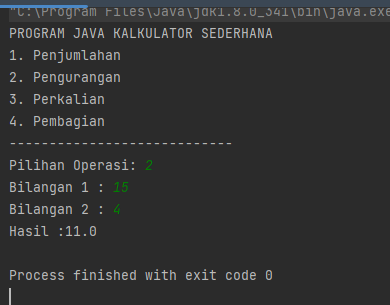 "C:\Program Files\Java\jdk1.8.0_341\bin\java.exe
PROGRAM JAVA KALKULATOR SEDERHANA
1. Penjumlahan
2. Pengurangan
3. Perkalian
4. Pembagian
----------------------------
Pilihan Operasi: 2
Bilangan 1 : 15
Bilangan 2 : 4
Hasil :11.0
Process finished with exit code 0